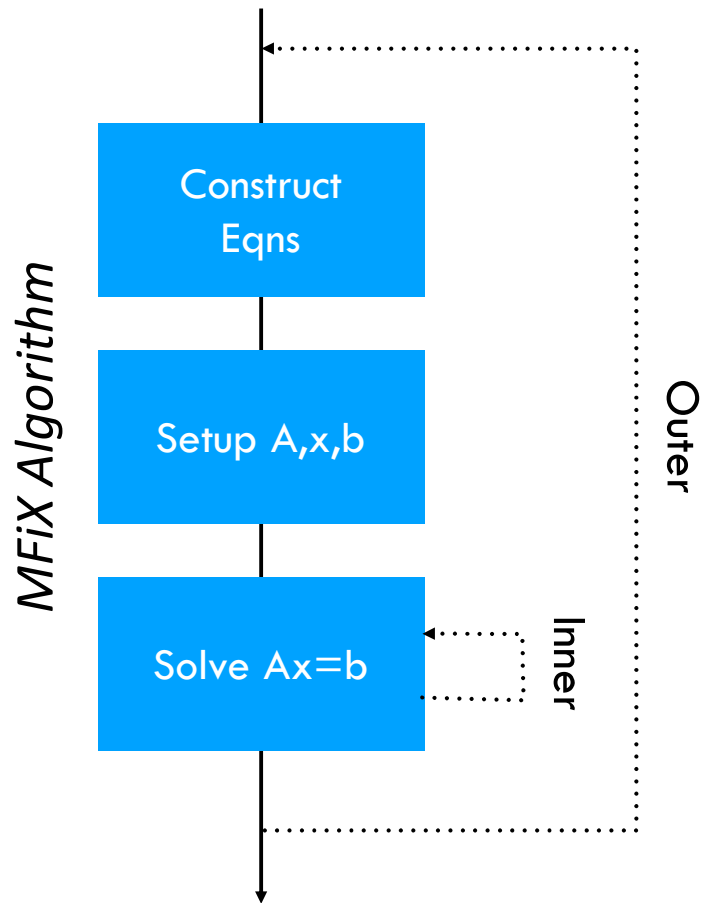 MFiX Algorithm
Construct
Eqns
Setup A,x,b
Solve Ax=b
Inner
Outer